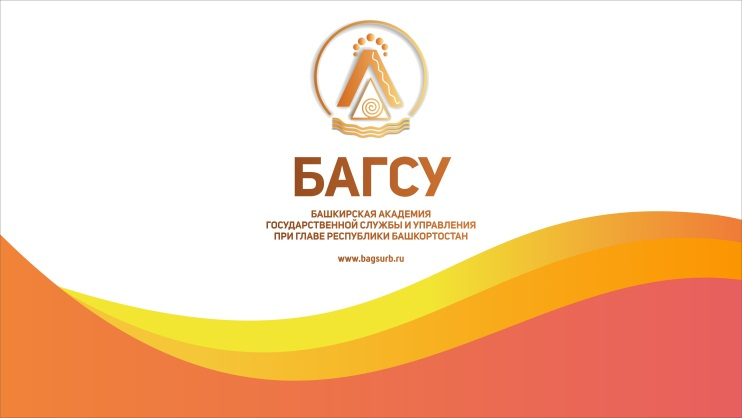 БАГСУ
БАШКИРСКАЯ АКАДЕМИЯ
ГОСУДАРСТВЕННОЙ СЛУЖБЫ И УПРАВЛЕНИЯ
ПРИ ГЛАВЕ РЕСПУБЛИКИ БАШКОРТОСТАН
www.bagsurb.ru